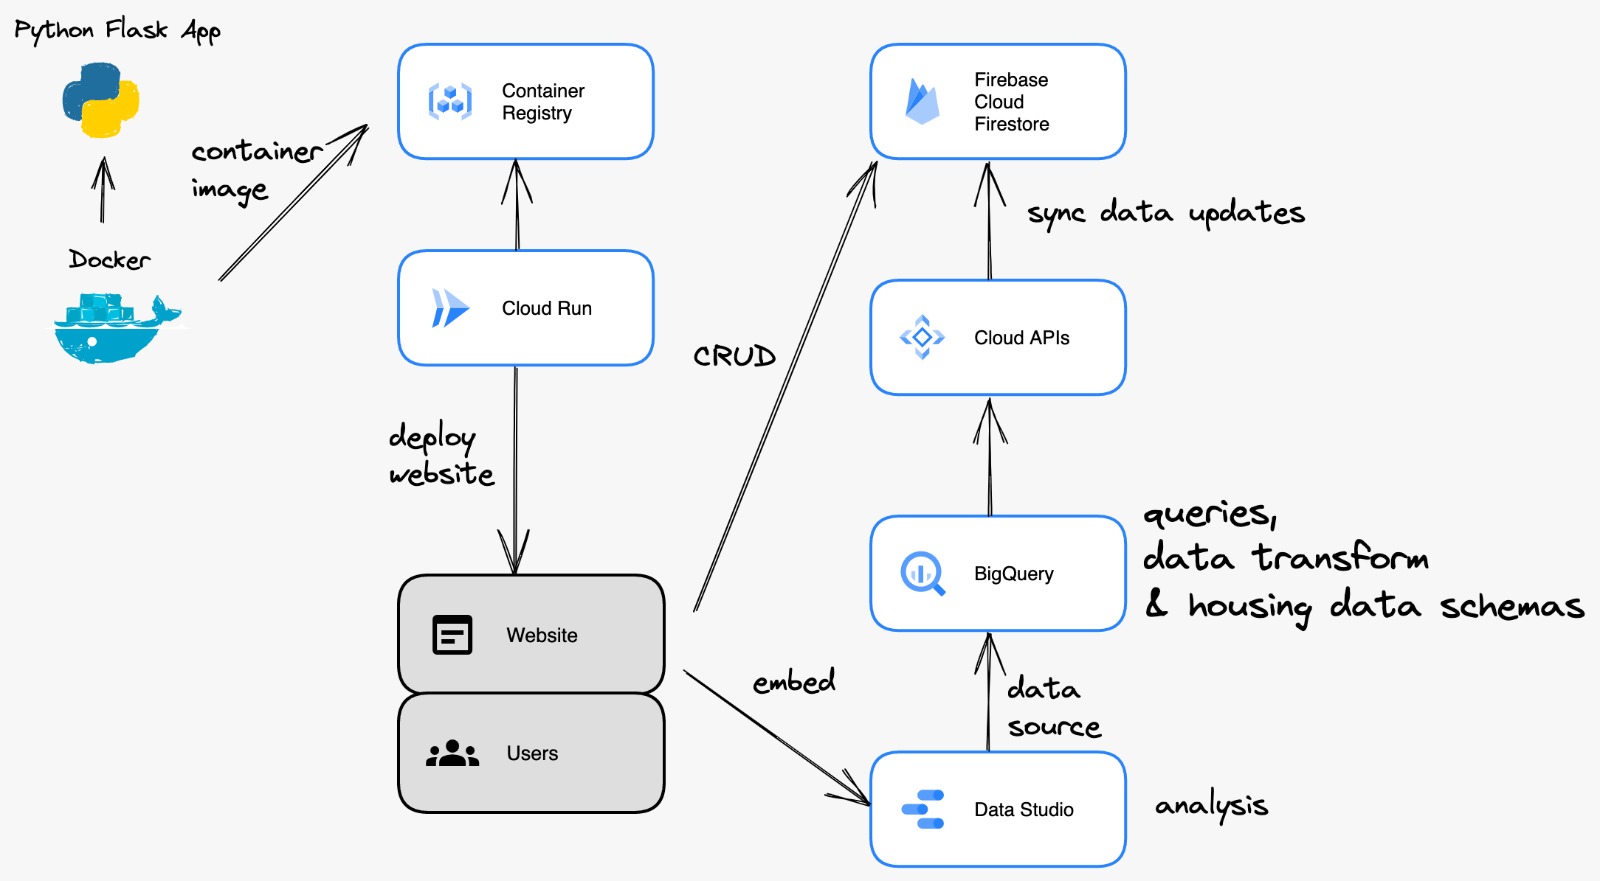 Python Flask App
container
image
Docker
Container
Registry
Cloud Run
deploy
website
Website
Users
CRUD
embed
Firebase
Cloud
Firestore
sync data updates
Cloud APIs
BigQuery
queries,
data transform
& housing data schemas
data
source
Data Studio
analysis